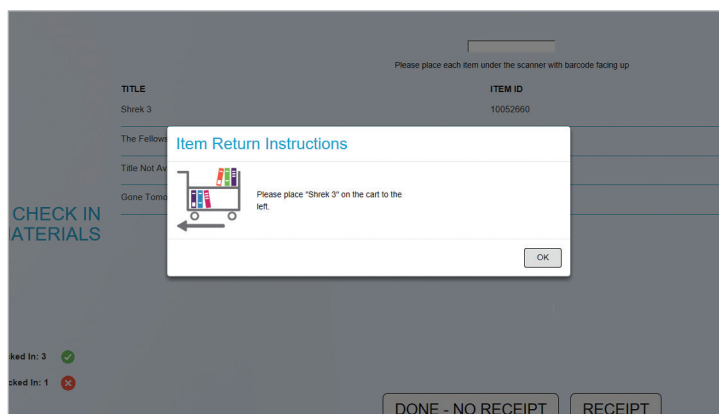 Please place each item under the scanner with barcode facing up
TITLE
ITEM ID
Shrek 3
10052660
The Fellows
Title Not Av
Gone Tomo
Item Return Instructions
Please place "Shrek 3" on the cart to the
left.
OK
CHECK IN
ATERIALS
cked In: 3
cked In: 1
DONE - NO RECEIPT
RECEIPT